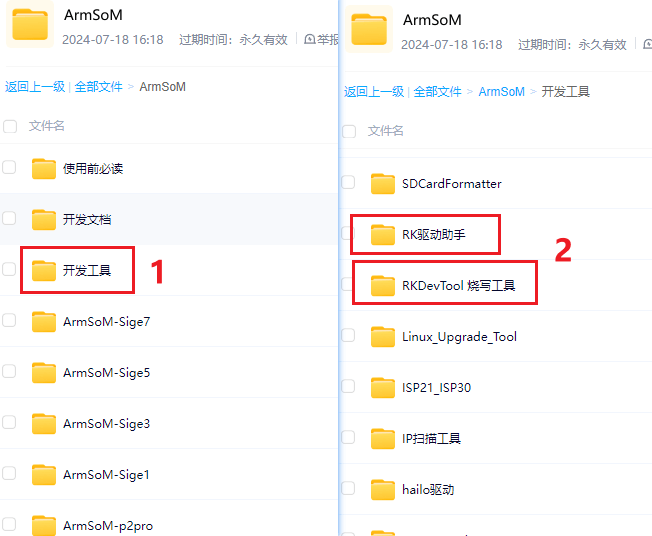 ArmSoM
2024-07-18 16:18 过期时间：永久有效 举报
返回上一级 | 全部文件 > ArmSoM
文件名
使用前必读
开发文档
开发工具
1
ArmSoM-Sige7
ArmSoM-Sige5
ArmSoM-Sige3
ArmSoM-Sige1
ArmSoM-p2pro
ArmSoM
2024-07-18 16:18 过期时间：永久有效
返回上一级 | 全部文件 > ArmSoM > 开发工具
文件名
SDCardFormatter
RK驱动助手
2
RKDevTool 烧写工具
Linux_Upgrade_Tool
ISP21_ISP30
IP扫描工具
hailo驱动